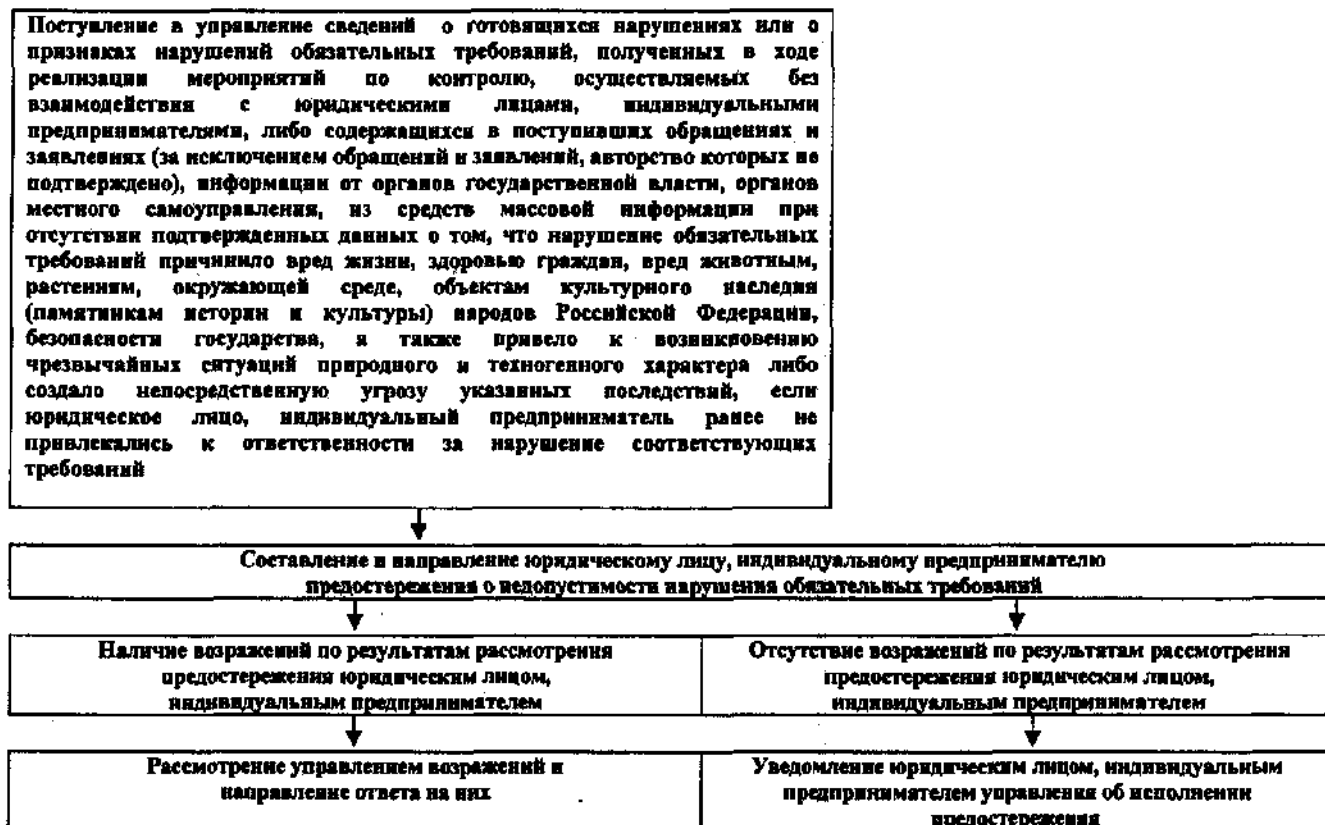 Поступление в управление сведений о готовящихся нарушениях или о
признаках нарушений обязательных требований, полученных в ходе
реализации мероприятий по контролю, осуществляемых без
взаимодействия с юридическими лицами, индивидуальными
предпринимателями, либо содержащихся в поступивших обращениях и
заявлениях (за исключением обращений и заявлений, авторство которых не
подтверждено), информации от органов государственной власти, органов
местного самоуправления, из средств массовой информации при
отсутствии подтвержденных данных о том, что нарушение обязательных
требований причинило вред жизни, здоровью граждан, вред животным,
растениям, окружающей среде, объектам культурного наследия
(памятникам истории и культуры) народов Российской Федерации,
безопасности государства, а также привело к возникновению
чрезвычайных ситуаций природного и техногенного характера либо
создало непосредственную угрозу указанных последствий, если
юридическое лицо, индивидуальный предприниматель ранее не
привлекались к ответственности за нарушение соответствующих
требований
Составление и направление юридическому лицу, индивидуальному предпринимателю
предостережения о недопустимости нарушения обязательных требований
Наличие возражений по результатам рассмотрения
предостережения юридическим лицом,
индивидуальным предпринимателем
Отсутствие возражений по результатам рассмотрения
предостережения юридическим лицом,
индивидуальным предпринимателем
Рассмотрение управлением возражений и
направление ответа на них
Уведомление юридическим лицом, индивидуальным
предпринимателем управления об исполнении
предостережения